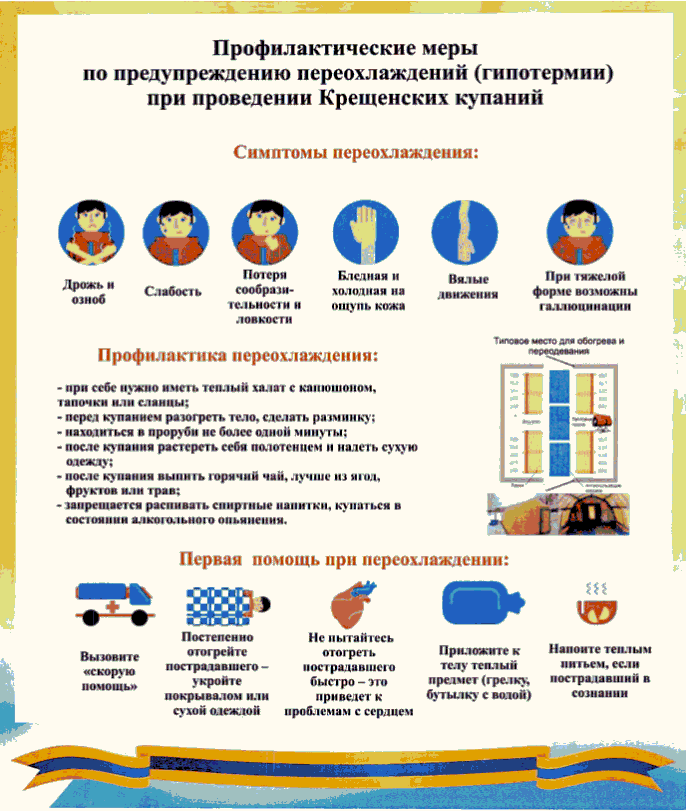 Профилактические меры
по предупреждению переохлаждений (гипотермии)
при проведении Крещенских купаний
Симптомы переохлаждения:
Дрожь и
озноб
Слабость
Потеря
сообрази-
тельности и
ловкости
Бледная и
холодная на
ощупь кожа
Вялые
движения
При тяжелой
форме возможны
галлюцинации
Профилактика переохлаждения:
- при себе нужно иметь теплый халат с капюшоном,
тапочки или сланцы;
- перед купанием разогреть тело, сделать разминку;
- находиться в проруби не более одной минуты;
- после купания растереть себя полотенцем и надеть сухую
одежду;
- после купания выпить горячий чай, лучше из ягод,
фруктов или трав;
- запрещается распивать спиртные напитки, купаться в
состоянии алкогольного опьянения.
Типовое место для обогрева и
переодевания
Первая помощь при переохлаждении:
Вызовите
«скорую
помощь»
Постепенно
отогрейте
пострадавшего –
укройте
покрывалом или
сухой одеждой
Не пытайтесь
отогреть
пострадавшего
быстро – это
приведет к
проблемам с сердцем
Приложите к
телу теплый
предмет (грелку,
бутылку с водой)
Напоите теплым
питьем, если
пострадавший в
сознании